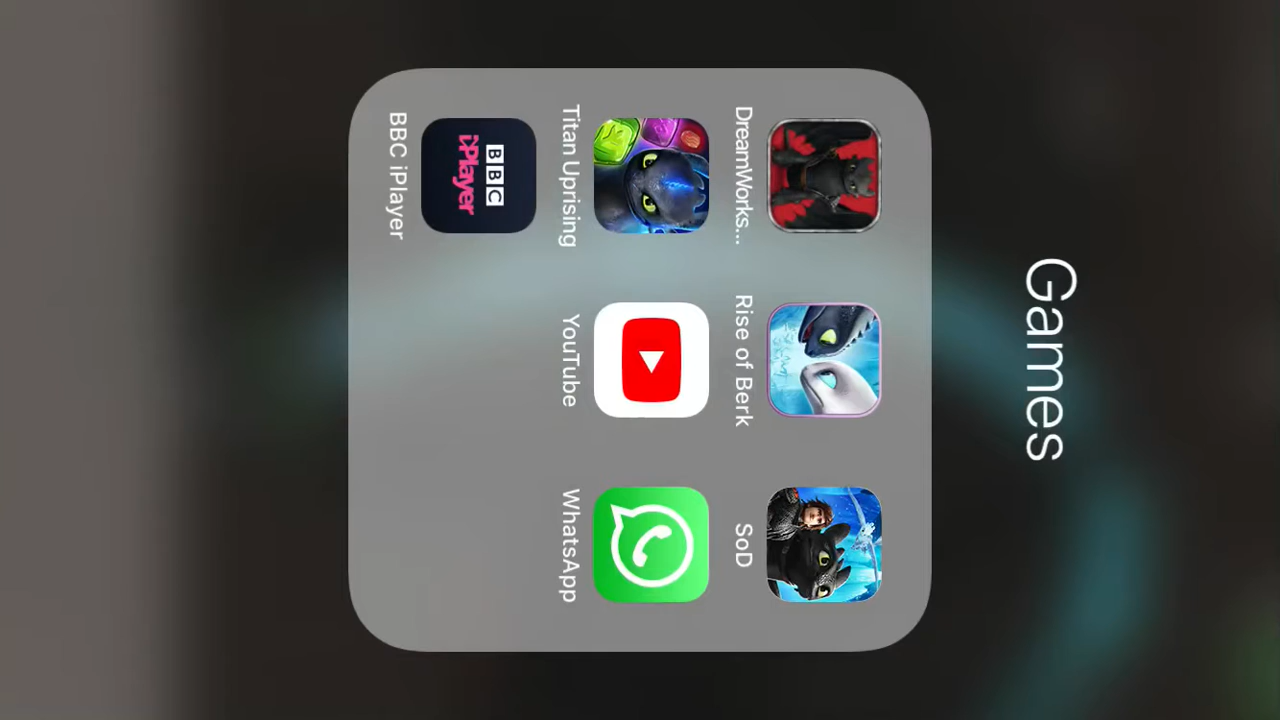 Games
DreamWorks...
Rise of Berk
SoD
Titan Uprising
YouTube
WhatsApp
BBC
iPlayer
BBC iPlayer